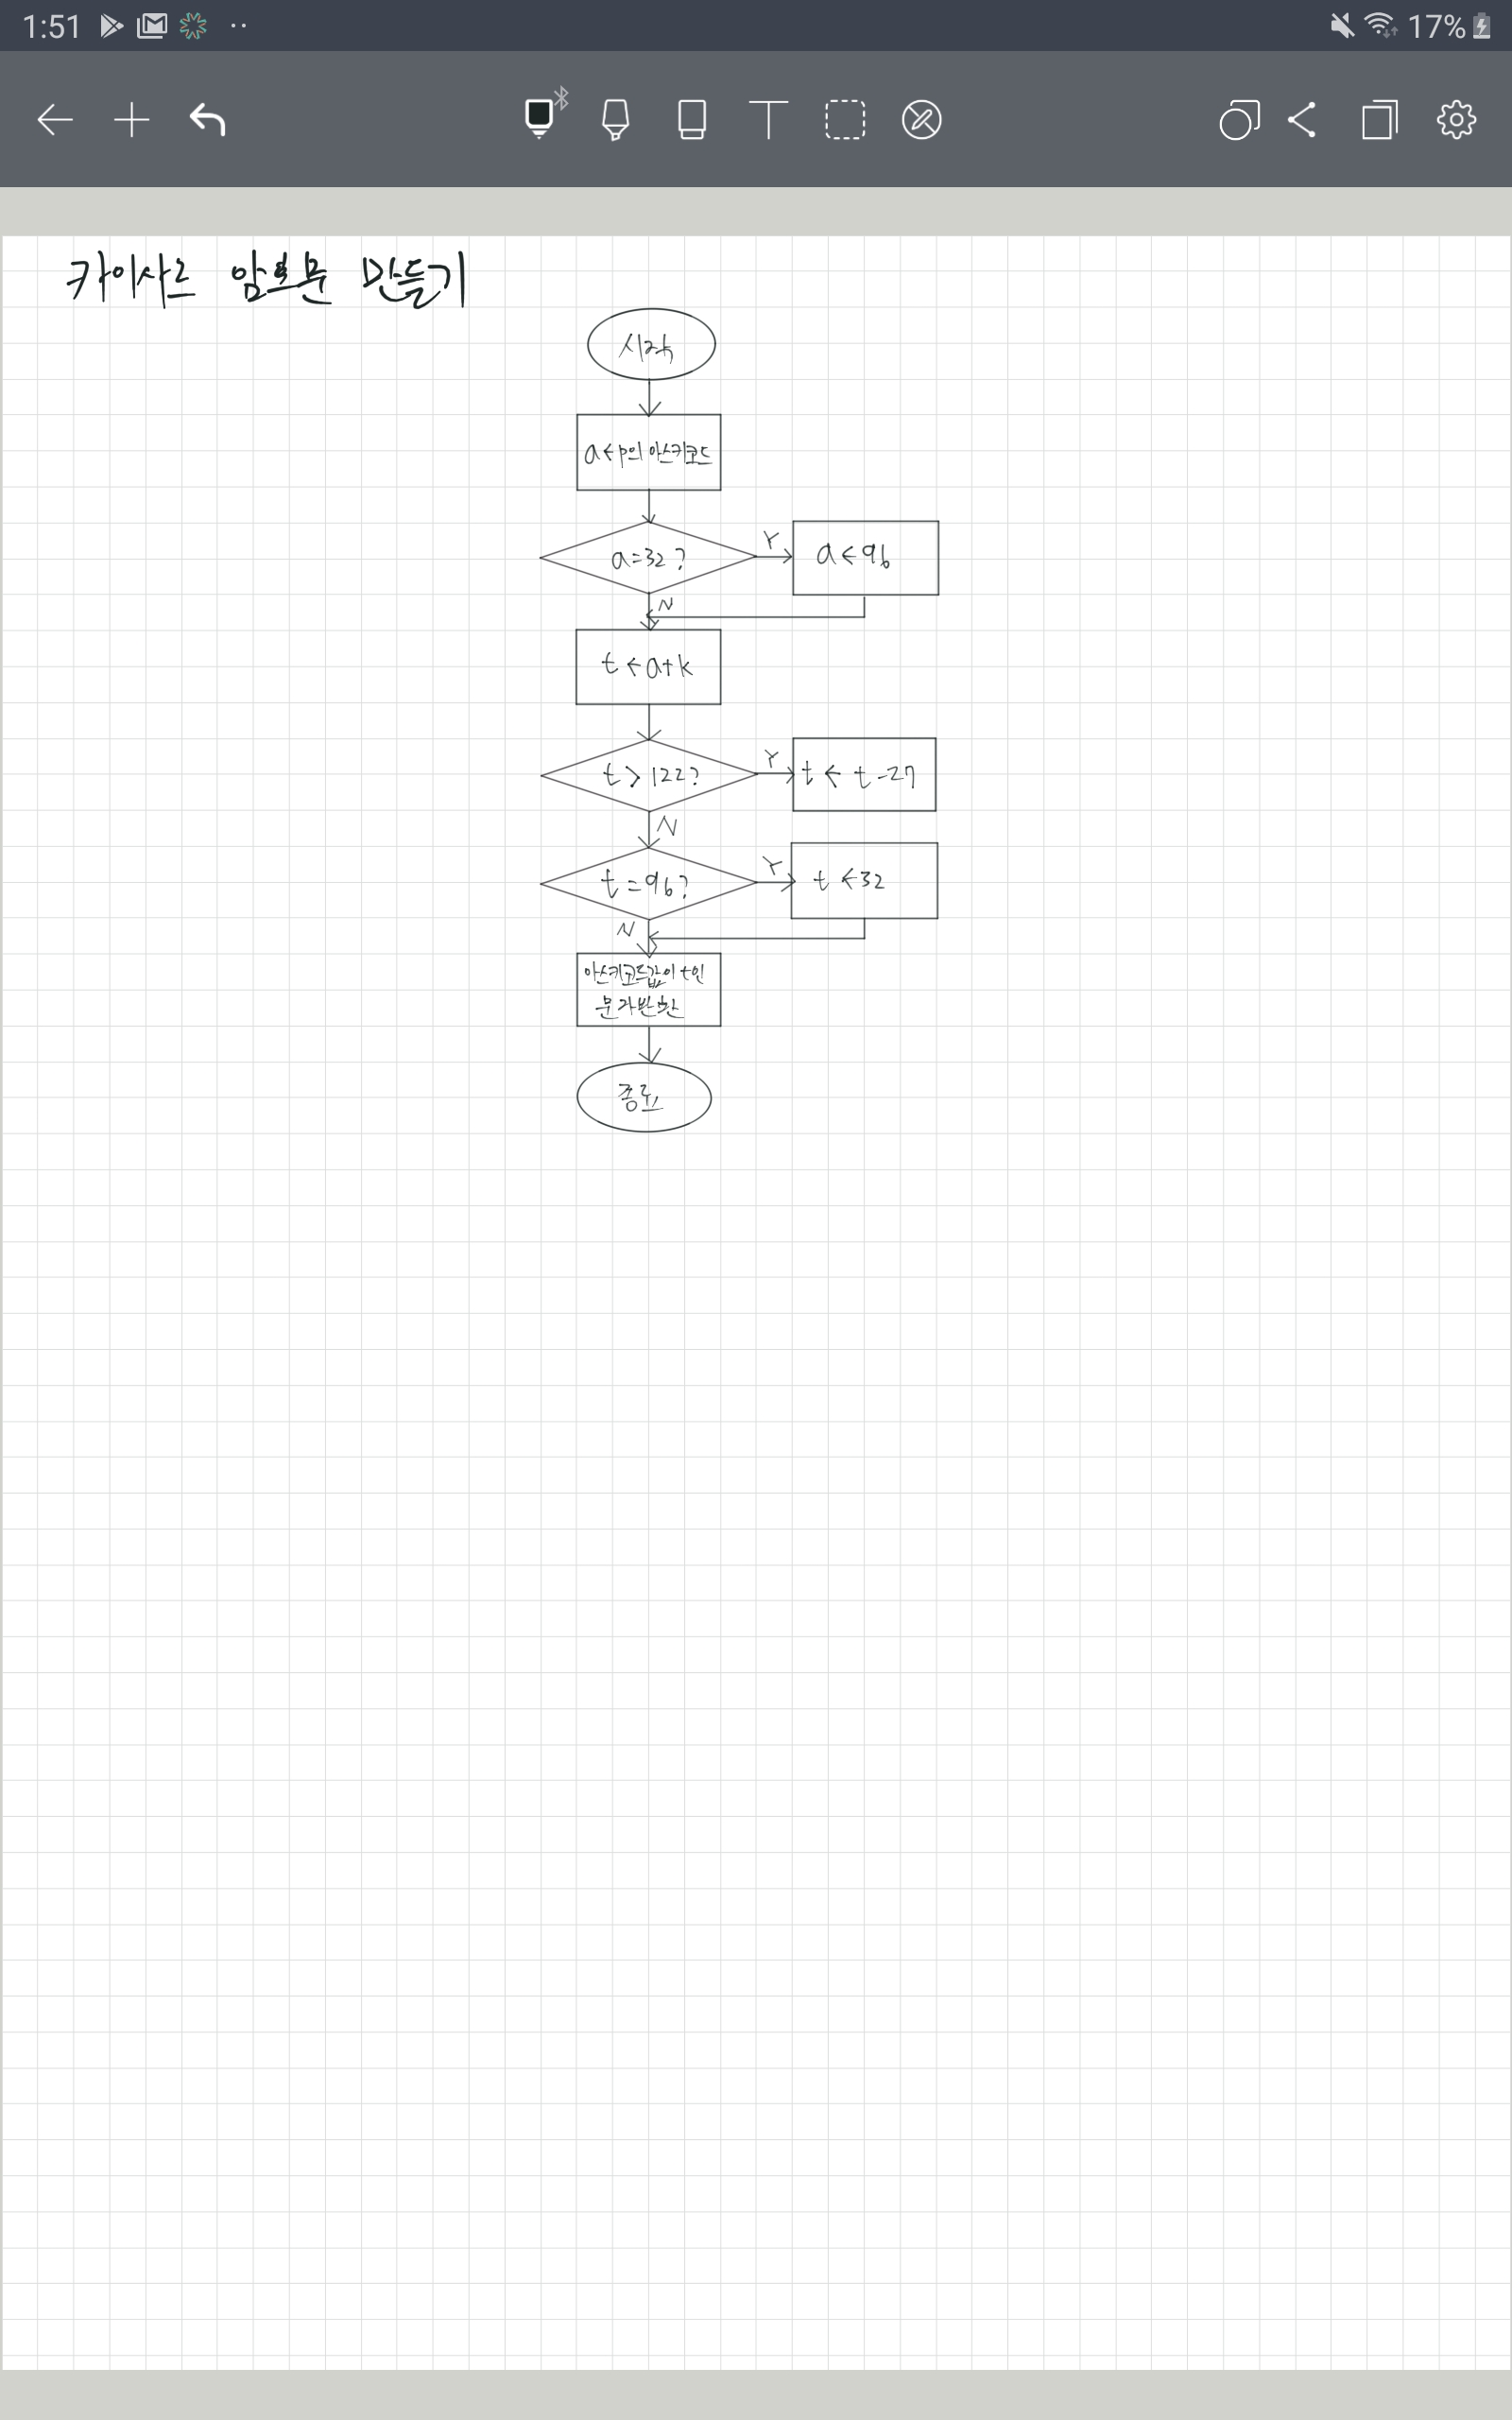 1:51
17%
카이사르 암호문 만들기
시작
a←p의 아스키코드
a=32?
Y
a←96
N
t←a+k
t>122?
Y
t←t-27
N
t=96?
Y
t←32
N
아스키코드값이 t인
문자반환
종료